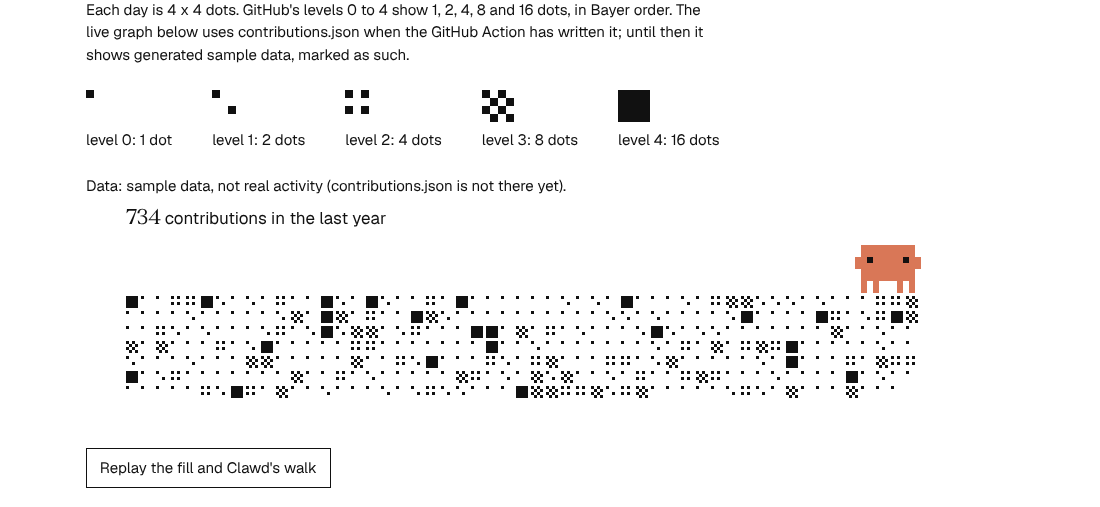 Each day is 4 x 4 dots. GitHub's levels 0 to 4 show 1, 2, 4, 8 and 16 dots, in Bayer order. The
live graph below uses contributions.json when the GitHub Action has written it; until then it
shows generated sample data, marked as such.
level 0: 1 dot
level 1: 2 dots
level 2: 4 dots
level 3: 8 dots
level 4: 16 dots
Data: sample data, not real activity (contributions.json is not there yet).
734 contributions in the last year
Replay the fill and Clawd's walk